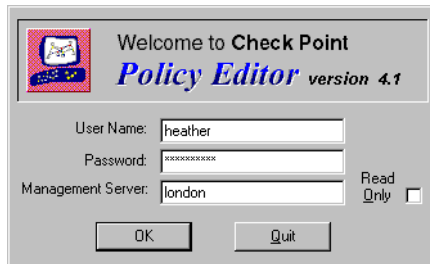 Welcome to Check Point
Policy Editor version 4.1
User Name: heather
Password: xxxxxxxxxx
Management Server: london
Read
Only
OK
Quit